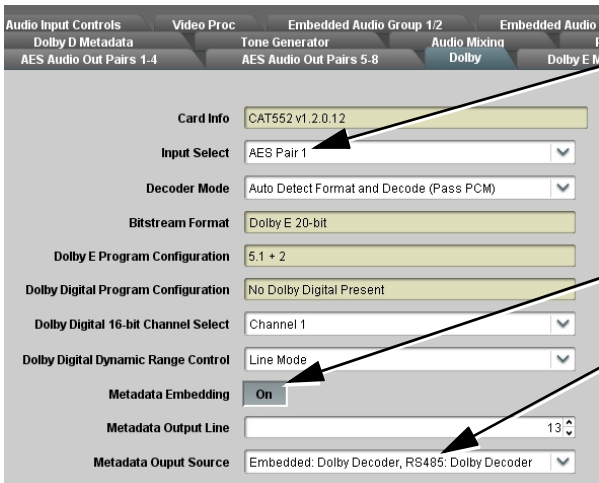 Audio Input Controls Video Proc Embedded Audio Group 1/2 Embedded Audio
Dolby D Metadata Tone Generator Audio Mixing
AES Audio Out Pairs 1-4 AES Audio Out Pairs 5-8 Dolby Dolby E
Card Info CAT552 v1.2.0.12
Input Select AES Pair 1
Decoder Mode Auto Detect Format and Decode (Pass PCM)
Bitstream Format Dolby E 20-bit
Dolby E Program Configuration 5.1 + 2
Dolby Digital Program Configuration No Dolby Digital Present
Dolby Digital 16-bit Channel Select Channel 1
Dolby Digital Dynamic Range Control Line Mode
Metadata Embedding On
Metadata Output Line 13
Metadata Ouput Source Embedded: Dolby Decoder, RS485: Dolby Decoder